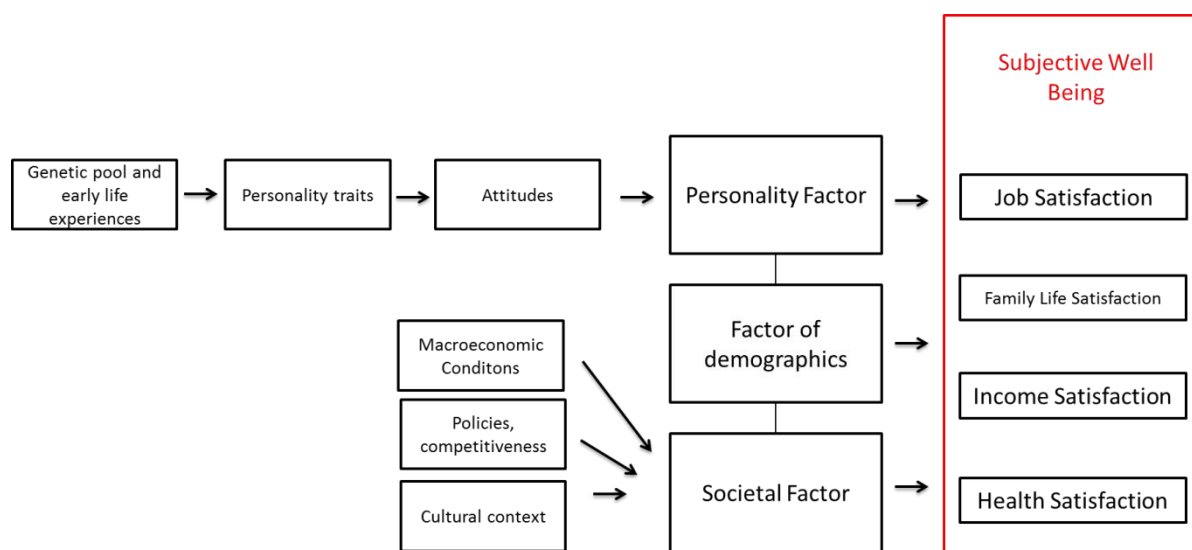 Subjective Well
Being
Genetic pool and
early life
experiences
Personality traits
Attitudes
Personality Factor
Job Satisfaction
Family Life Satisfaction
Factor of
demographics
Macroeconomic
Conditons
Income Satisfaction
Policies,
competitiveness
Societal Factor
Health Satisfaction
Cultural context